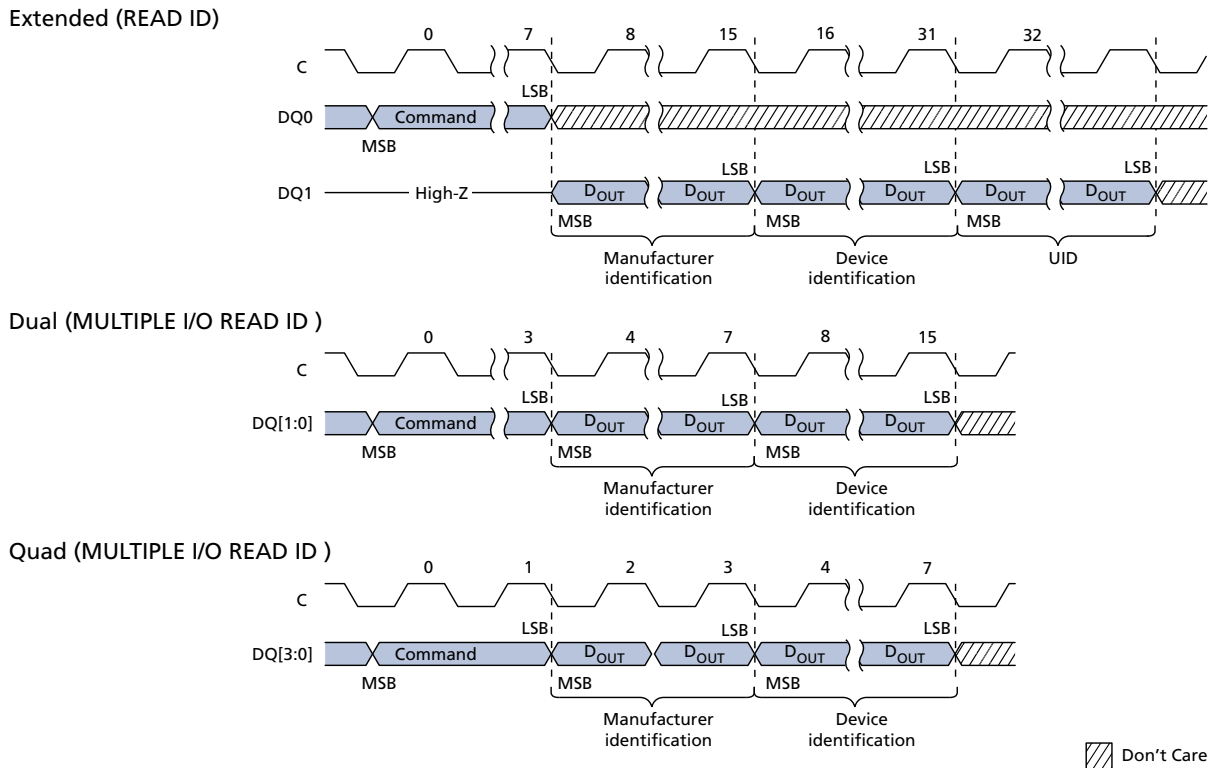 Extended (READ ID)
0 7 8 15 16 31 32
C
LSB
DQ0 Command
MSB
LSB LSB LSB
DQ1 High-Z DOUT DOUT DOUT DOUT DOUT DOUT
MSB MSB MSB
Manufacturer Device UID
identification identification
Dual (MULTIPLE I/O READ ID )
0 3 4 7 8 15
C
LSB LSB LSB
DQ[1:0] Command DOUT DOUT DOUT DOUT
MSB MSB MSB
Manufacturer Device
identification identification
Quad (MULTIPLE I/O READ ID )
0 1 2 3 4 7
C
LSB LSB LSB
DQ[3:0] Command DOUT DOUT DOUT DOUT
MSB MSB MSB
Manufacturer Device
identification identification
Don't Care